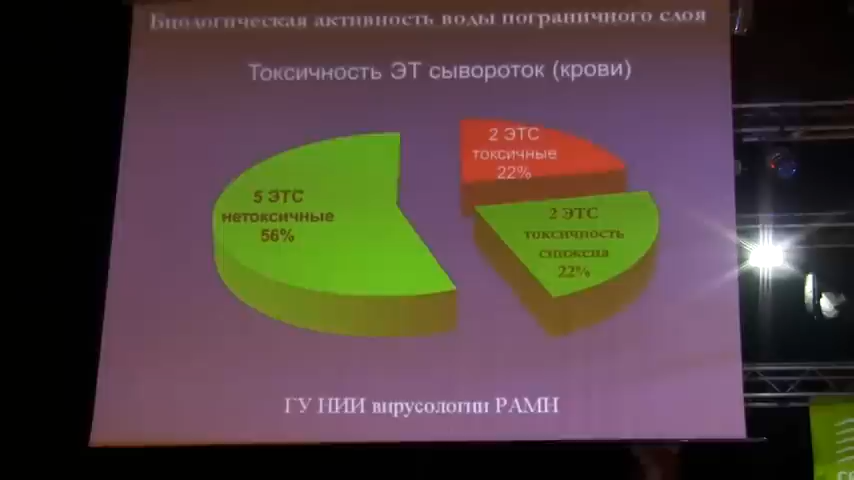 Биологическая активность воды пограничного слоя
Токсичность ЭТ сывороток (крови)
2 ЭТС
токсичные
22%
5 ЭТС
нетоксичные
56%
2 ЭТС
токсичность
снижена
22%
ГУ НИИ вирусологии РАМН